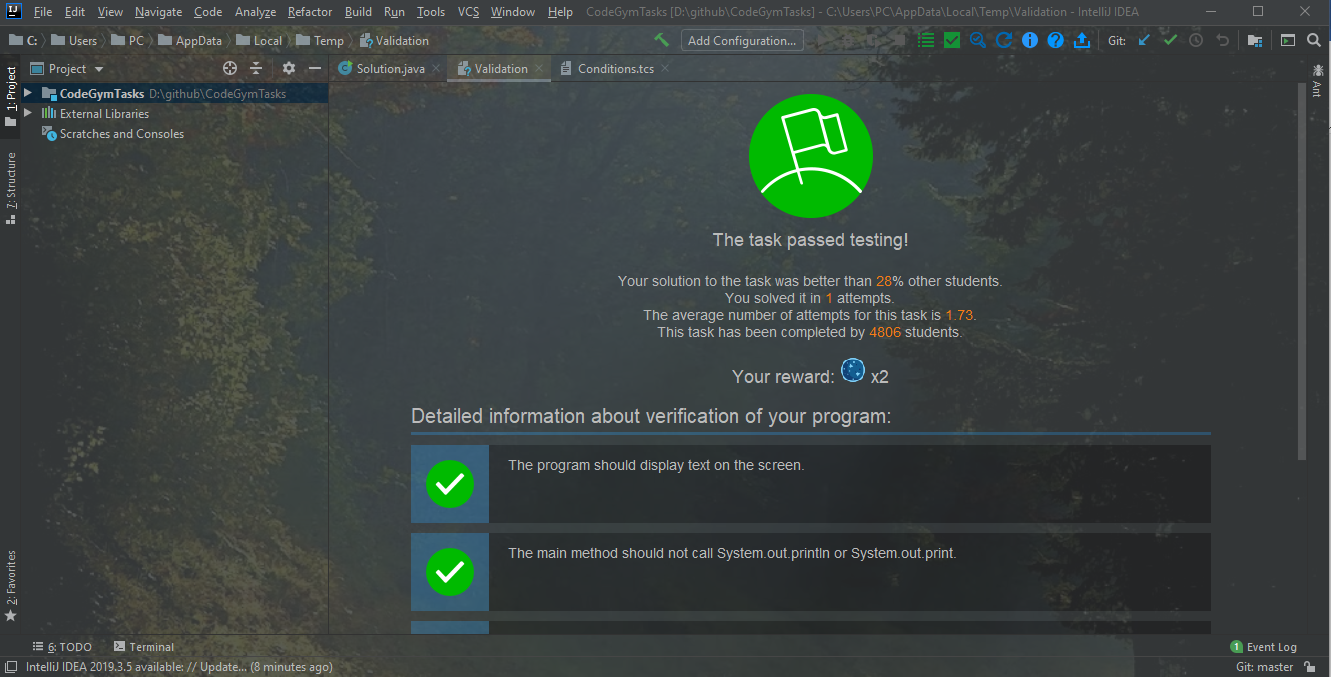 File Edit View Navigate Code Analyze Refactor Build Run Tools VCS Window Help CodeGymTasks [D:\github\CodeGymTasks] - C:\Users\PC\AppData\Local\Temp\Validation - IntelliJ IDEA
C: Users PC AppData Local Temp Validation Add Configuration... Git:
Project Solution.java Validation Conditions.tcs
1: Project
CodeGymTasks D:\github\CodeGymTasks
External Libraries
Scratches and Consoles
7: Structure
2: Favorites
Ant
The task passed testing!
Your solution to the task was better than 28% other students.
You solved it in 1 attempts.
The average number of attempts for this task is 1.73.
This task has been completed by 4806 students.
Your reward: x2
Detailed information about verification of your program:
The program should display text on the screen.
The main method should not call System.out.println or System.out.print.
6: TODO Terminal 1 Event Log
IntelliJ IDEA 2019.3.5 available: // Update... (8 minutes ago) Git: master